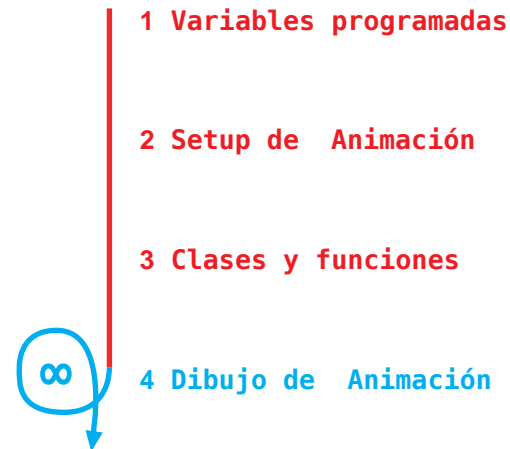 1 Variables programadas
2 Setup de  Animación
3 Clases y funciones
∞
4 Dibujo de  Animación